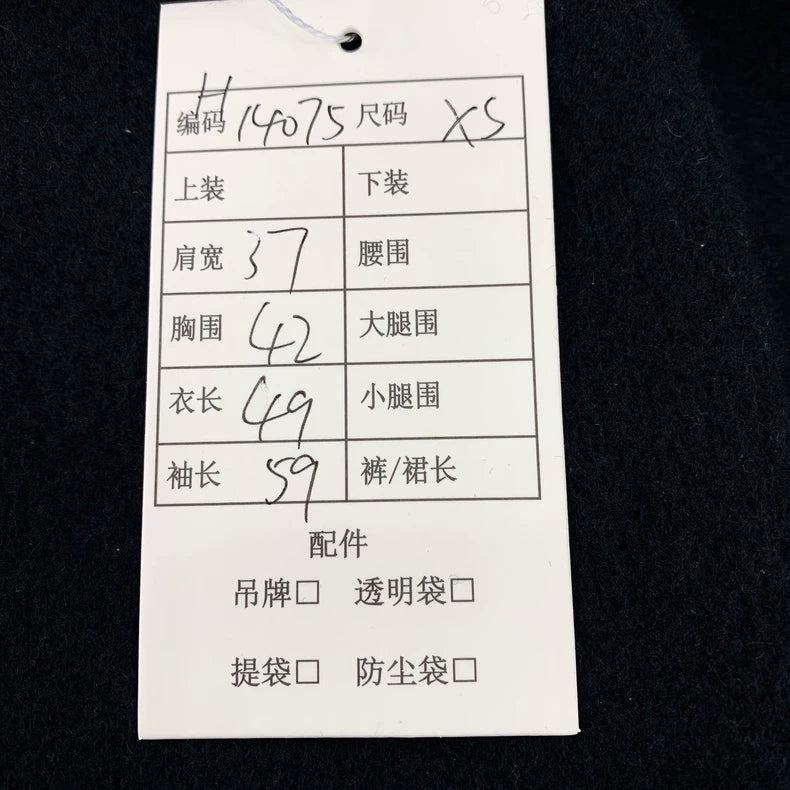 H
编码 14075 尺码 XS
上装 下装
肩宽 37 腰围
胸围 42 大腿围
衣长 49 小腿围
袖长 59 裤/裙长
配件
吊牌□ 透明袋□
提袋□ 防尘袋□